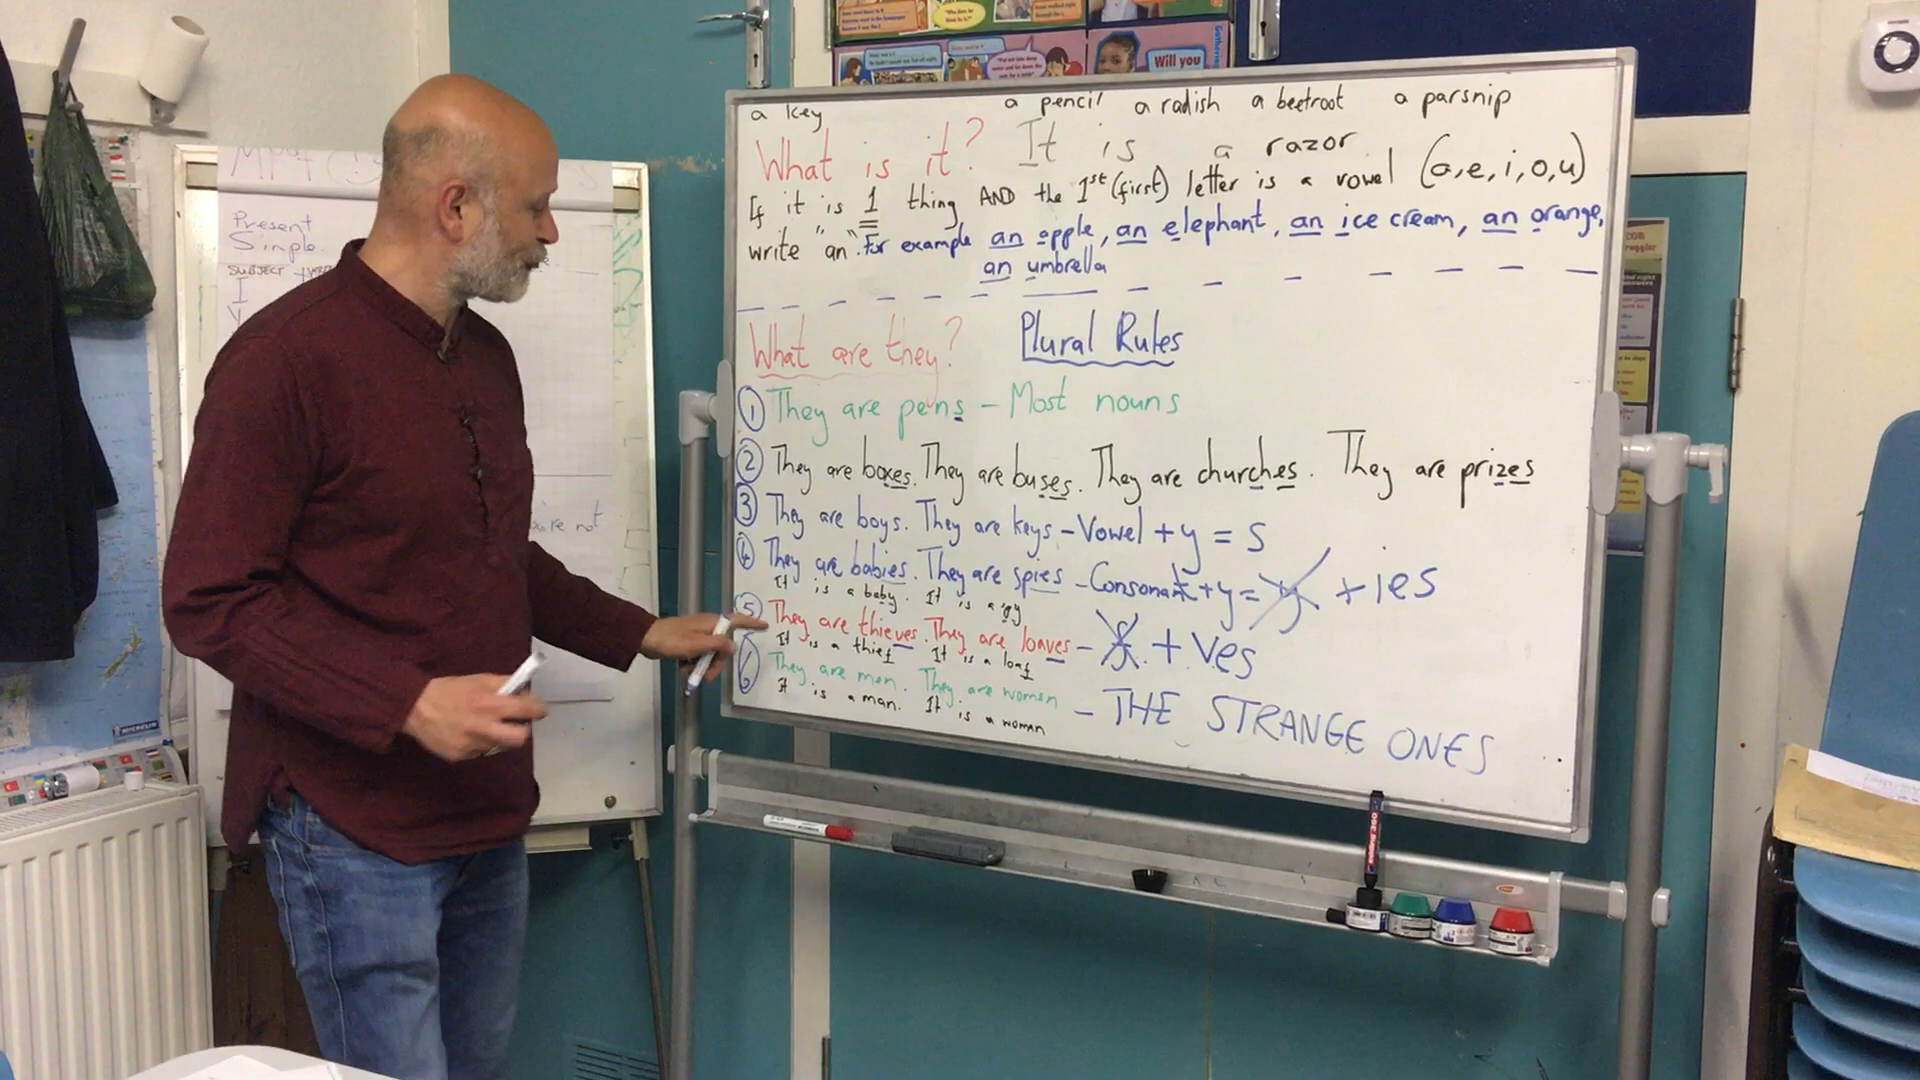 a key a pencil a radish a beetroot a parsnip
What is it? It is a razor
If it is 1 thing AND the 1st (first) letter is a vowel (a,e,i,o,u)
write "an". For example an apple, an elephant, an ice cream, an orange,
an umbrella
What are they? Plural Rules
1 They are pens - Most nouns
2 They are boxes. They are buses. They are churches. They are prizes
3 They are boys. They are keys - Vowel + y = s
4 They are babies. They are spies - Consonant + y = y + ies
It is a baby. It is a
5 They are thieves. They are loaves - f + ves
It is a thief It is a loaf
6 They are men. They are women - THE STRANGE ONES
It is a man. It is a woman
Present
Simple
SUBJECT
I
are not
Will you